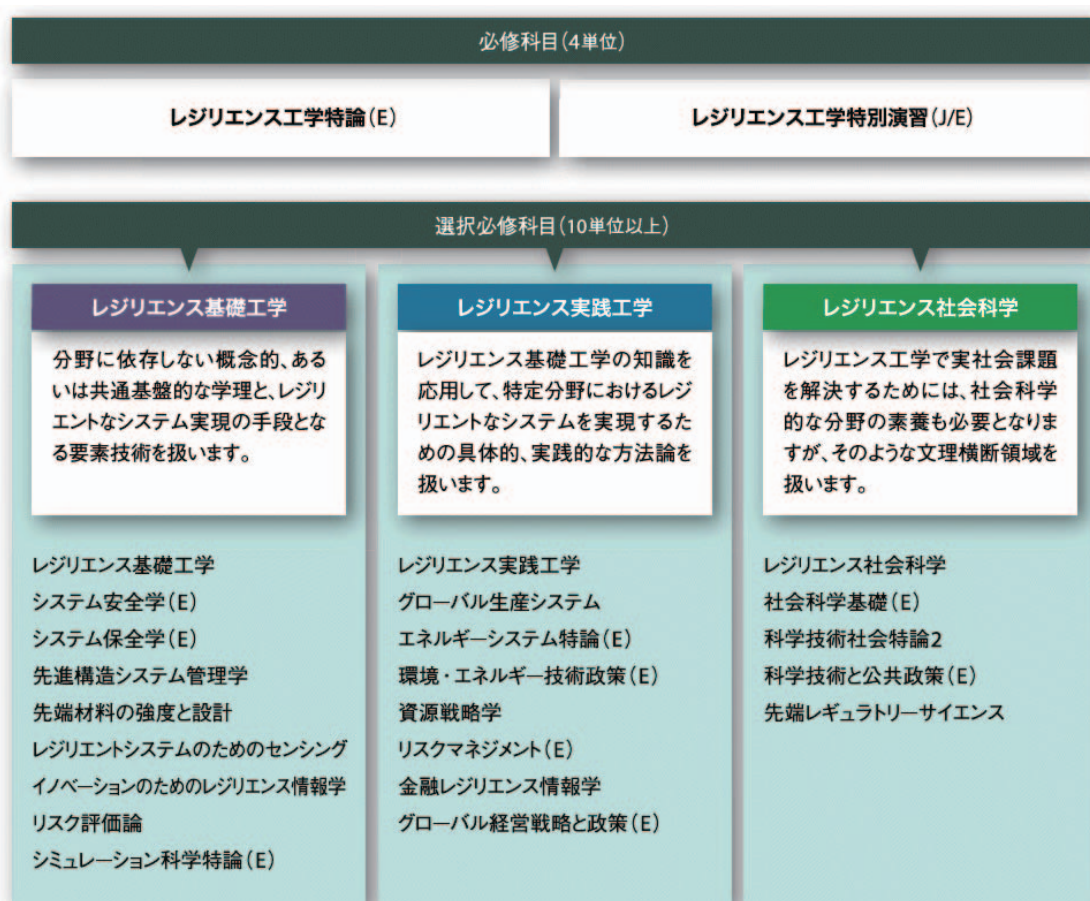 必修科目(4単位)
レジリエンス工学特論(E)
レジリエンス工学特別演習(J/E)
選択必修科目(10単位以上)
レジリエンス基礎工学
分野に依存しない概念的、ある
いは共通基盤的な学理と、レジリ
エントなシステム実現の手段とな
る要素技術を扱います。
レジリエンス基礎工学
システム安全学(E)
システム保全学(E)
先進構造システム管理学
先端材料の強度と設計
レジリエントシステムのためのセンシング
イノベーションのためのレジリエンス情報学
リスク評価論
シミュレーション科学特論(E)
レジリエンス実践工学
レジリエンス基礎工学の知識を
応用して、特定分野におけるレジ
リエントなシステムを実現するた
めの具体的、実践的な方法論を
扱います。
レジリエンス実践工学
グローバル生産システム
エネルギーシステム特論(E)
環境・エネルギー技術政策(E)
資源戦略学
リスクマネジメント(E)
金融レジリエンス情報学
グローバル経営戦略と政策(E)
レジリエンス社会科学
レジリエンス工学で実社会課題
を解決するためには、社会科学
的な分野の素養も必要となりま
すが、そのような文理横断領域を
扱います。
レジリエンス社会科学
社会科学基礎(E)
科学技術社会特論2
科学技術と公共政策(E)
先端レギュラトリーサイエンス